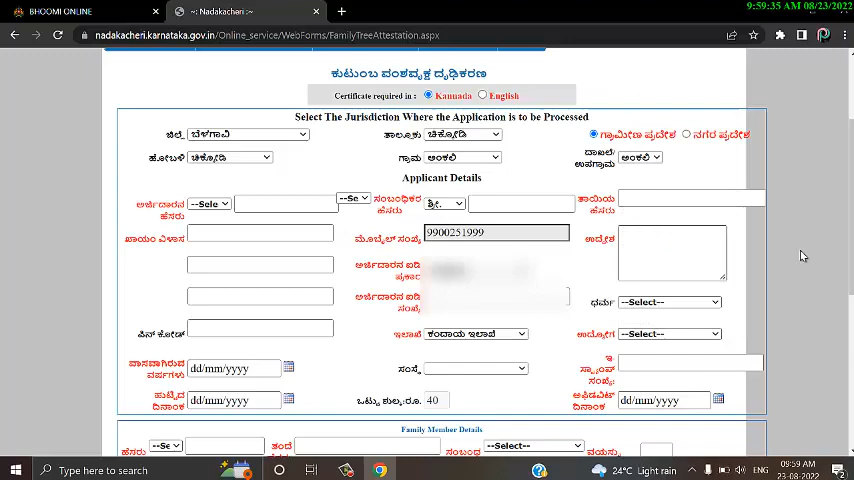 9:59:35 AM 08/23/2022
BHOOMI ONLINE
~: Nadakacheri :~
nadakacheri.karnataka.gov.in/Online_service/WebForms/FamilyTreeAttestation.aspx
ಕುಟುಂಬ ವಂಶವೃಕ್ಷ ದೃಢಿಕರಣ
Certificate required in : Kannada English
Select The Jurisdiction Where the Application is to be Processed
ಜಿಲ್ಲೆ ಬೆಳಗಾವಿ ತಾಲ್ಲೂಕು ಚಿಕ್ಕೋಡಿ ಗ್ರಾಮೀಣ ಪ್ರದೇಶ ನಗರ ಪ್ರದೇಶ
ಹೋಬಳಿ ಚಿಕ್ಕೋಡಿ ಗ್ರಾಮ ಅಂಕಲಿ ದಾಖಲೆ/ ಉಪಗ್ರಾಮ ಅಂಕಲಿ
Applicant Details
ಅರ್ಜಿದಾರನ ಹೆಸರು --Sele --Se ಸಂಬಂಧಿಕರ ಹೆಸರು ಶ್ರೀ. ತಾಯಿಯ ಹೆಸರು
ಖಾಯಂ ವಿಳಾಸ ಮೊಬೈಲ್ ಸಂಖ್ಯೆ 9900251999 ಉದ್ದೇಶ
ಅರ್ಜಿದಾರನ ಐಡಿ ಪ್ರಕಾರ
ಅರ್ಜಿದಾರನ ಐಡಿ ಸಂಖ್ಯೆ ಧರ್ಮ --Select--
ಪಿನ್ ಕೋಡ್ ಇಲಾಖೆ ಕಂದಾಯ ಇಲಾಖೆ ಉದ್ಯೋಗ --Select--
ವಾಸವಾಗಿರುವ ವರ್ಷಗಳು dd/mm/yyyy ಸಂಸ್ಥೆ ಇ- ಸ್ಟ್ಯಾಂಪ್ ಸಂಖ್ಯೆ:
ಹುಟ್ಟಿದ ದಿನಾಂಕ dd/mm/yyyy ಒಟ್ಟು ಶುಲ್ಕ:ರೂ. 40 ಅಫಿಡವಿಟ್ ದಿನಾಂಕ dd/mm/yyyy
Family Member Details
ಹೆಸರು --Se ತಂದೆ ಸಂಬಂಧ --Select-- ವಯಸ್ಸು
Type here to search 24°C Light rain ENG 09:59 AM 23-08-2022 2